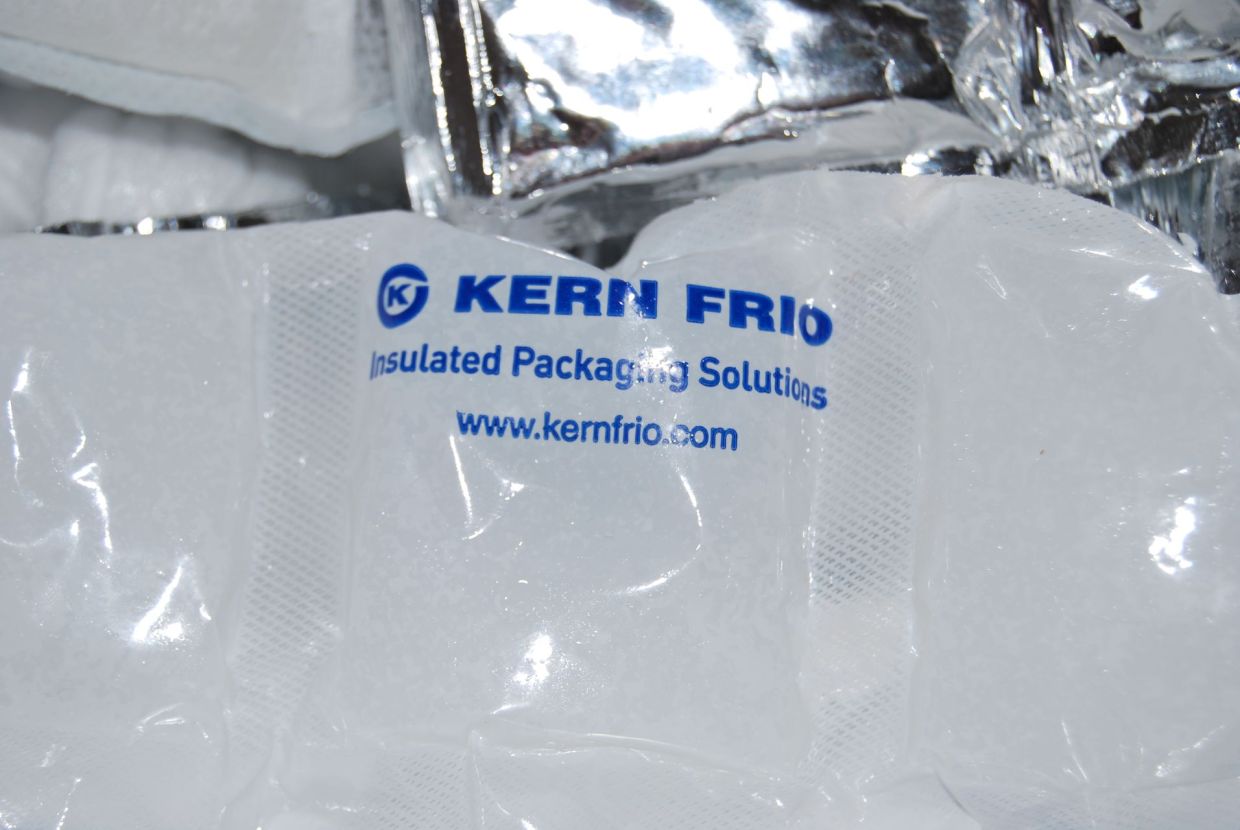 K
KERN FRIO
Insulated Packaging Solutions
www.kernfrio.com